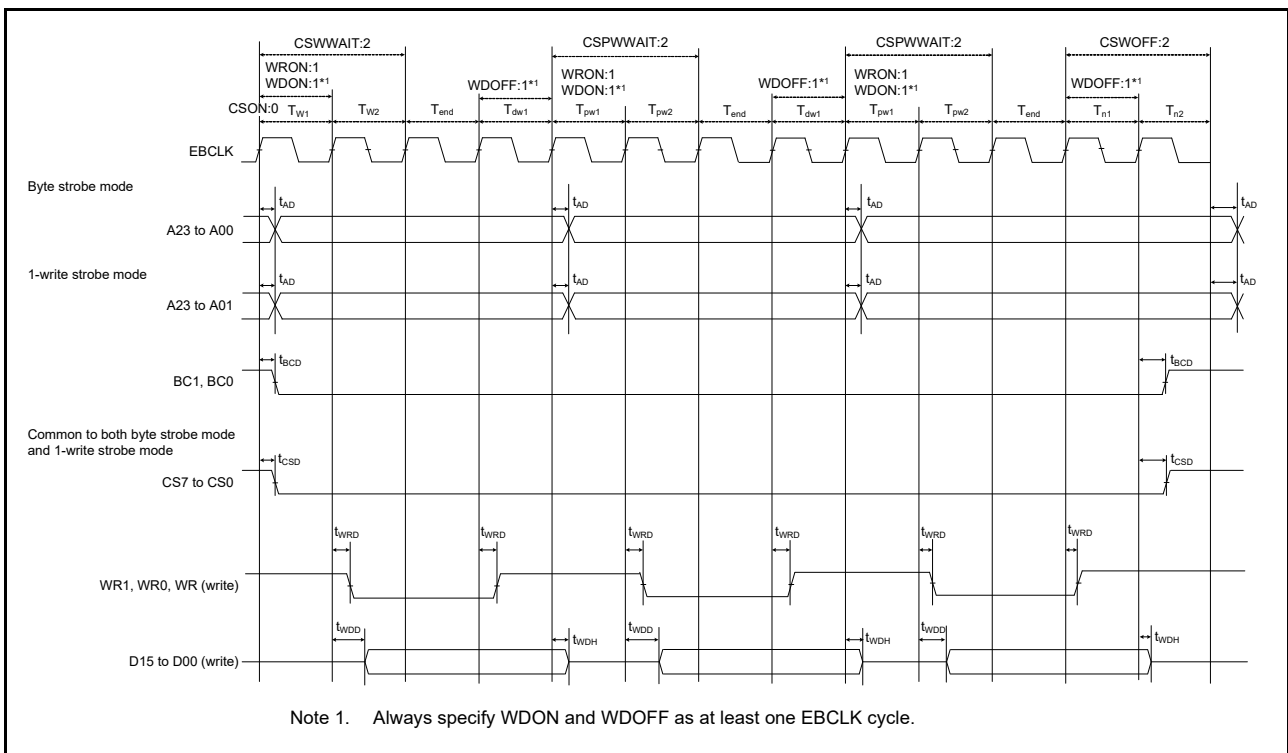 CSWWAIT:2 CSPWWAIT:2 CSPWWAIT:2 CSWOFF:2
WRON:1 WRON:1 WRON:1
WDON:1*1 WDOFF:1*1 WDON:1*1 WDOFF:1*1 WDON:1*1 WDOFF:1*1
CSON:0 TW1 TW2 Tend Tdw1 Tpw1 Tpw2 Tend Tdw1 Tpw1 Tpw2 Tend Tn1 Tn2
EBCLK
Byte strobe mode
tAD tAD tAD tAD
A23 to A00
1-write strobe mode
tAD tAD tAD tAD
A23 to A01
tBCD tBCD
BC1, BC0
Common to both byte strobe mode
and 1-write strobe mode
tCSD tCSD
CS7 to CS0
tWRD tWRD tWRD tWRD tWRD tWRD
WR1, WR0, WR (write)
tWDD tWDH tWDD tWDH tWDD tWDH
D15 to D00 (write)
Note 1. Always specify WDON and WDOFF as at least one EBCLK cycle.